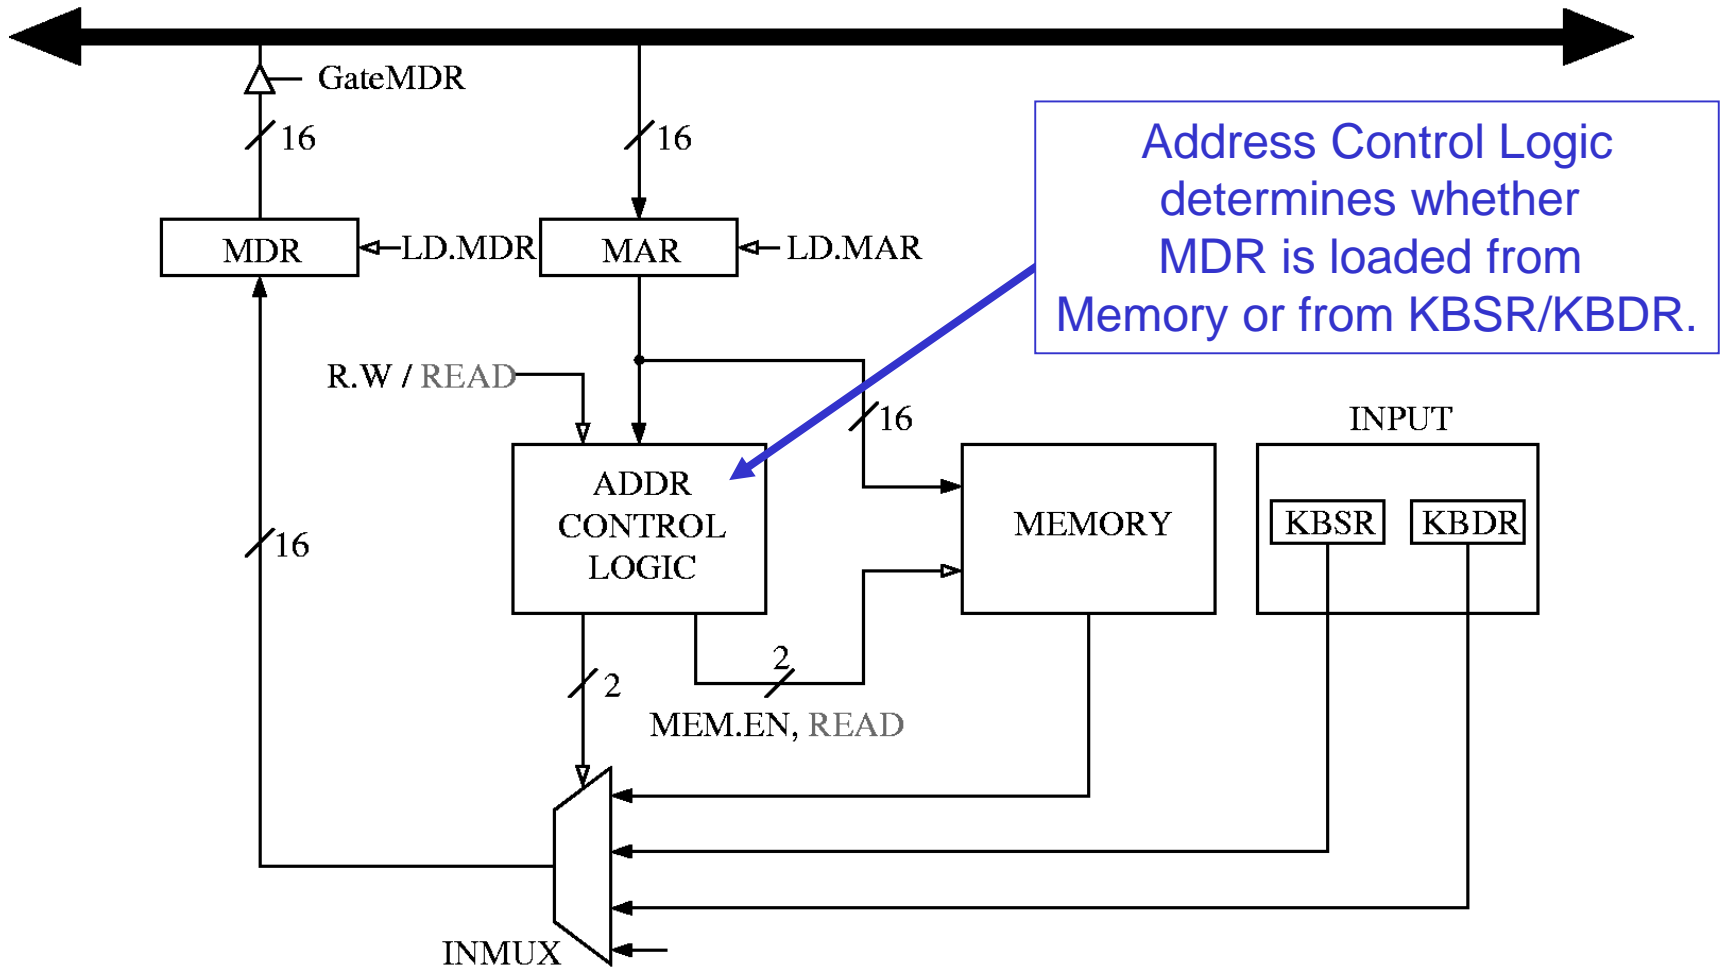 GateMDR
16
16
Address Control Logic
determines whether
MDR is loaded from
Memory or from KBSR/KBDR.
MDR
LD.MDR
MAR
LD.MAR
R.W / READ
16
INPUT
ADDR
CONTROL
LOGIC
MEMORY
KBSR
KBDR
16
2
2
MEM.EN, READ
INMUX